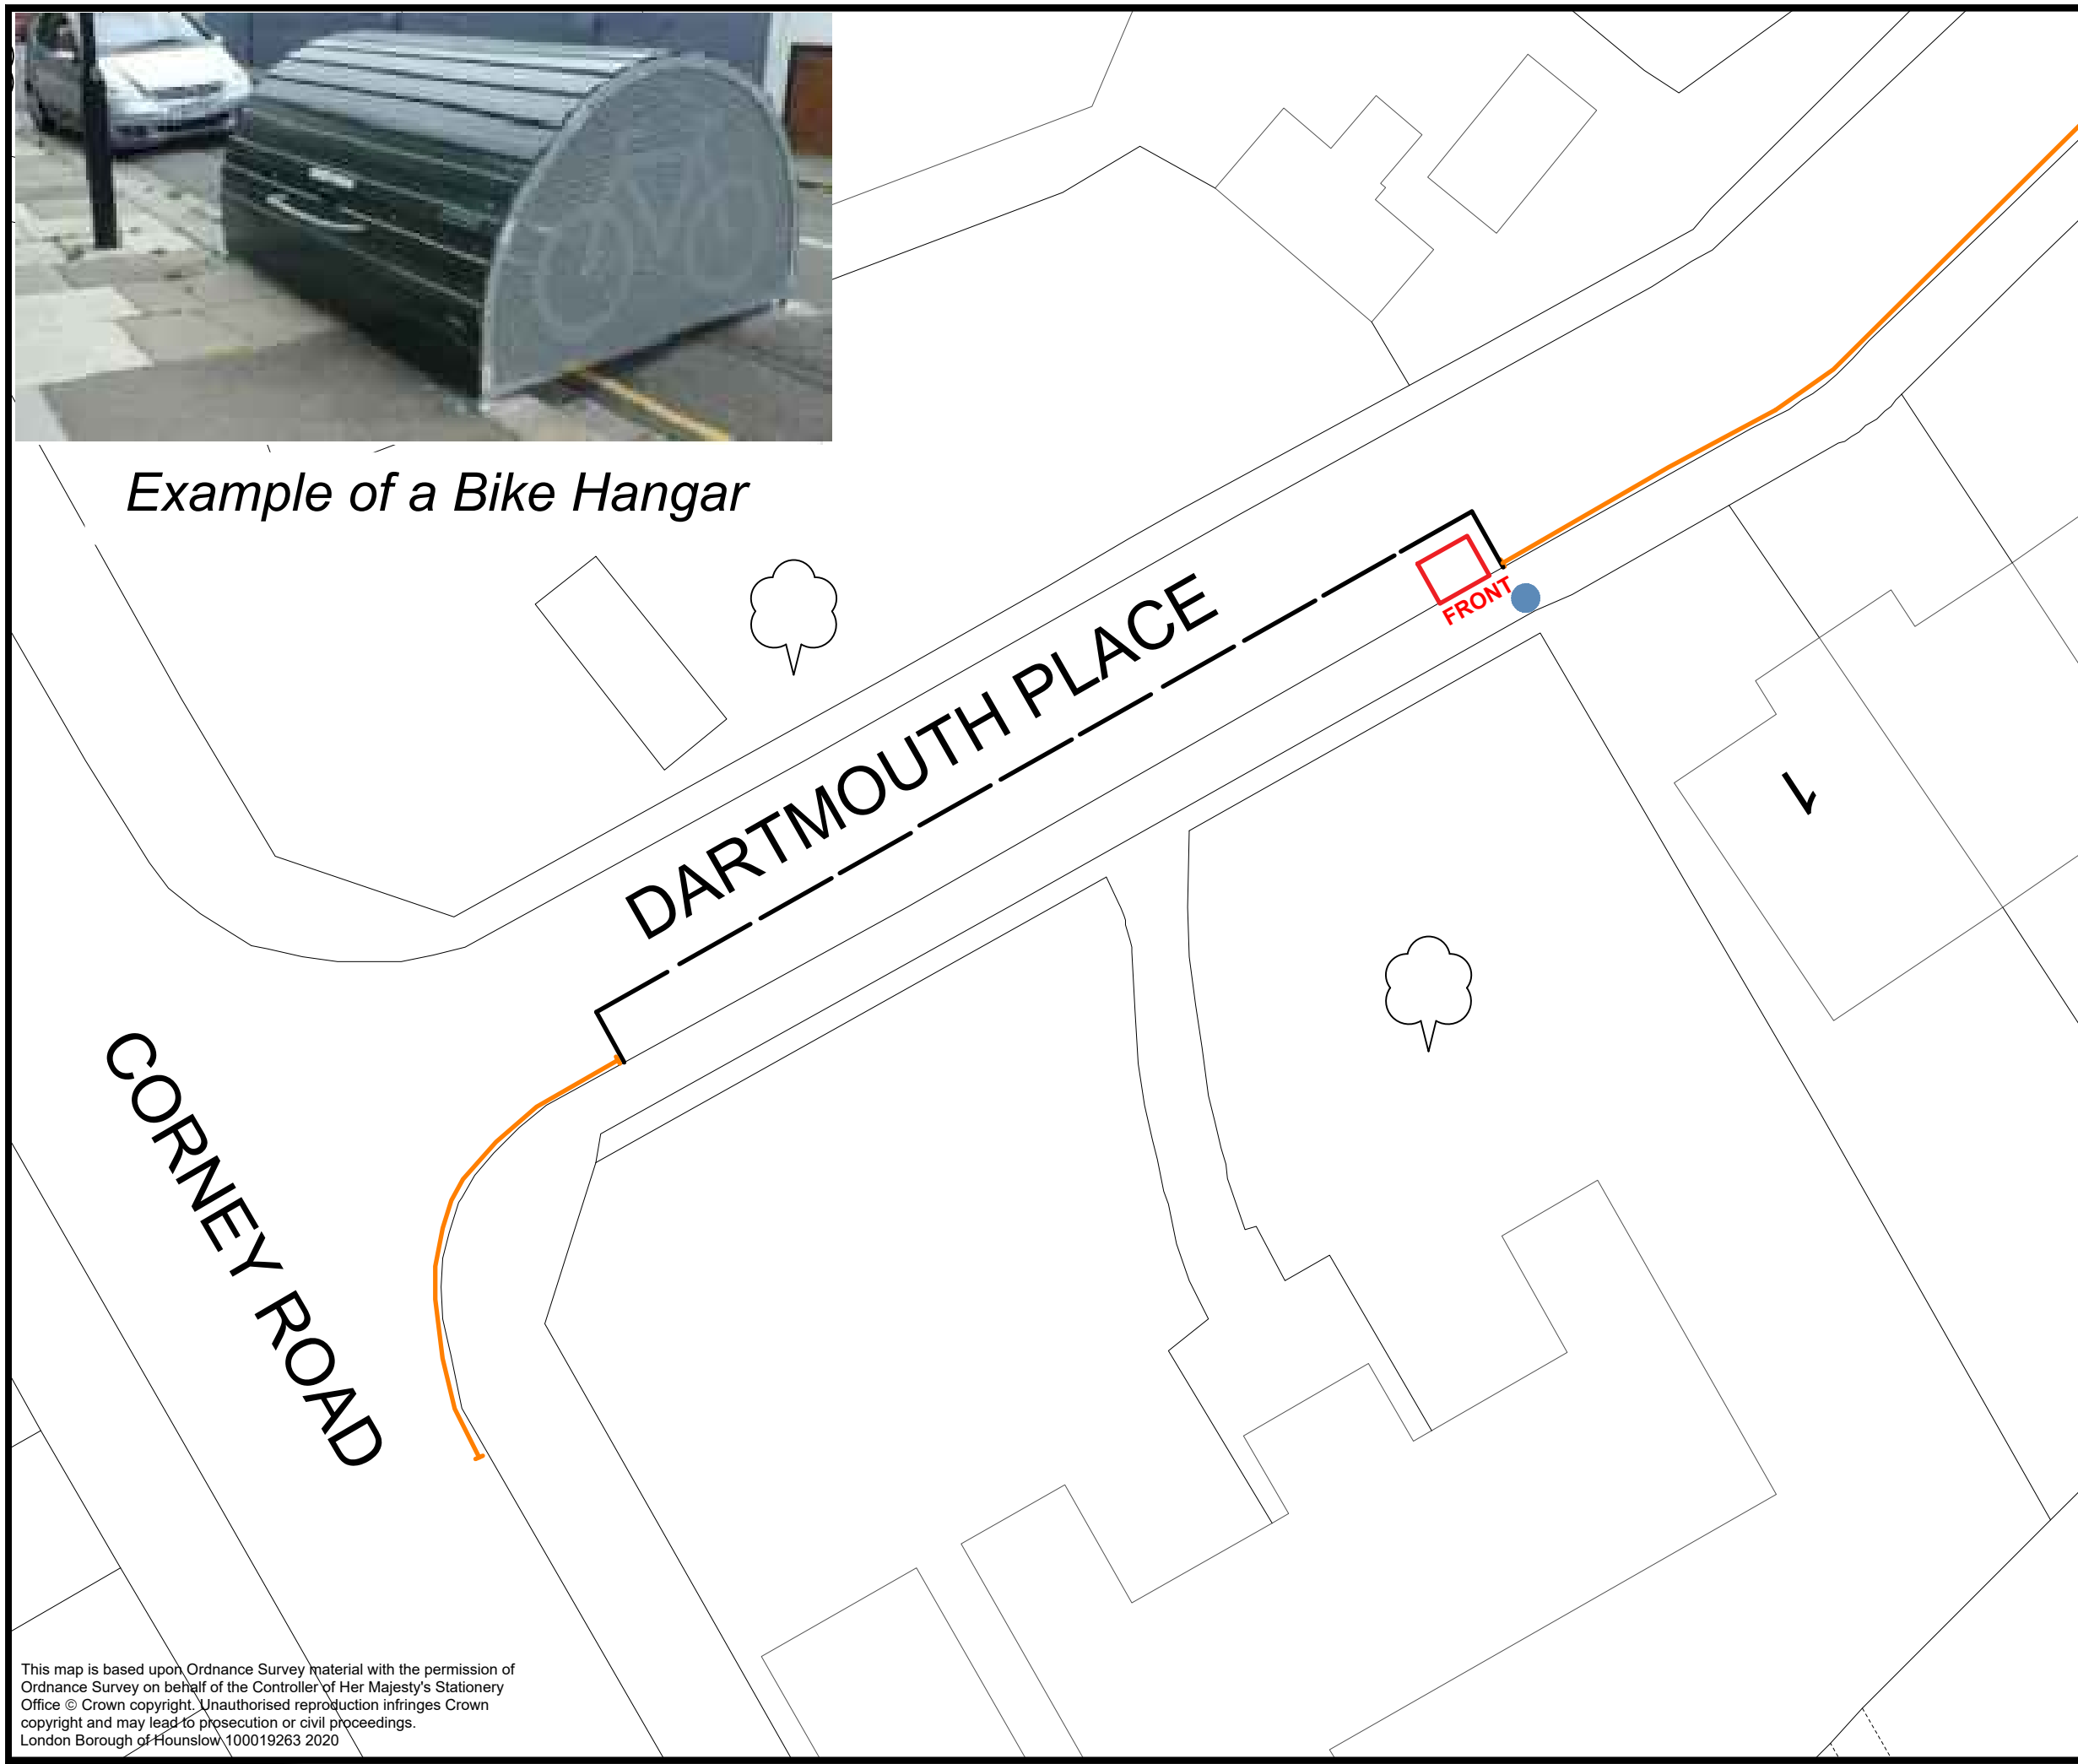 Example of a Bike Hangar
DARTMOUTH PLACE
FRONT
1
CORNEY ROAD
This map is based upon Ordnance Survey material with the permission of
Ordnance Survey on behalf of the Controller of Her Majesty's Stationery
Office © Crown copyright. Unauthorised reproduction infringes Crown
copyright and may lead to prosecution or civil proceedings.
London Borough of Hounslow 100019263 2020